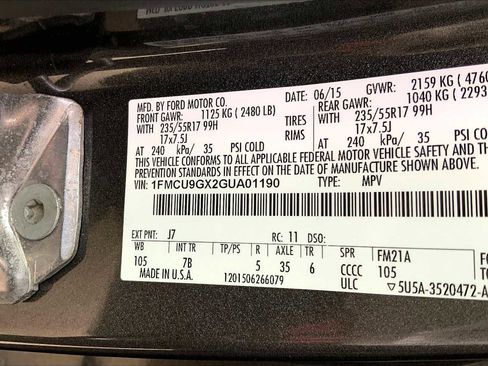 MFD. BY FORD MOTOR CO.
DATE: 06/15 GVWR: 2159 KG ( 4760
FRONT GAWR: 1125 KG ( 2480 LB) REAR GAWR: 1040 KG ( 2293
WITH 235/55R17 99H TIRES WITH 235/55R17 99H
17x7.5J RIMS 17x7.5J
AT 240 kPa/ 35 PSI COLD AT 240 kPa/ 35 PSI COLD
THIS VEHICLE CONFORMS TO ALL APPLICABLE FEDERAL MOTOR VEHICLE SAFETY
PREVENTION STANDARDS IN EFFECT ON THE DATE OF MANUFACTURE SHOWN ABOVE.
VIN: 1FMCU9GX2GUA01190 TYPE: MPV
EXT PNT: J7 RC: 11 DSO:
WB INT TR TP/PS R AXLE TR SPR FM21A
105 7B 5 35 6 CCCC 105
MADE IN U.S.A. 1201506266079 ULC 5U5A-3520472-A